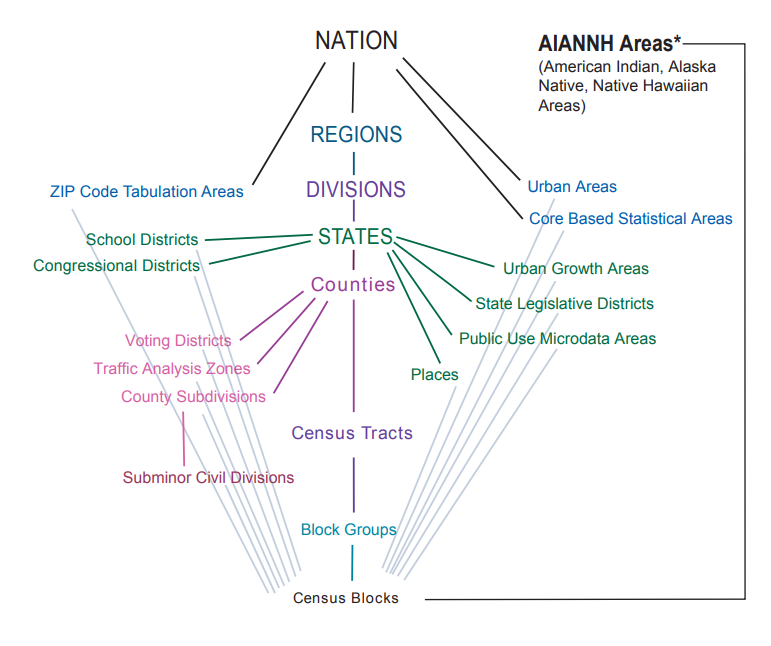 NATION
AIANNH Areas*
(American Indian, Alaska
Native, Native Hawaiian
Areas)
REGIONS
ZIP Code Tabulation Areas
DIVISIONS
Urban Areas
Core Based Statistical Areas
School Districts
STATES
Congressional Districts
Urban Growth Areas
Counties
State Legislative Districts
Voting Districts
Public Use Microdata Areas
Traffic Analysis Zones
Places
County Subdivisions
Census Tracts
Subminor Civil Divisions
Block Groups
Census Blocks